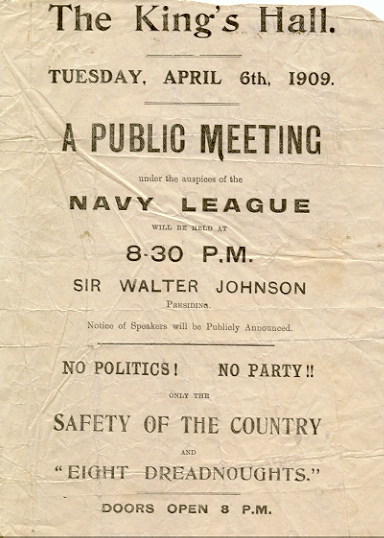 The King's Hall.
TUESDAY, APRIL 6th, 1909.
A PUBLIC MEETING
under the auspices of the
NAVY LEAGUE
WILL BE HELD AT
8-30 P.M.
SIR WALTER JOHNSON
PRESIDING.
Notice of Speakers will be Publicly Announced.
NO POLITICS! NO PARTY!!
ONLY THE
SAFETY OF THE COUNTRY
AND
"EIGHT DREADNOUGHTS."
DOORS OPEN 8 P.M.